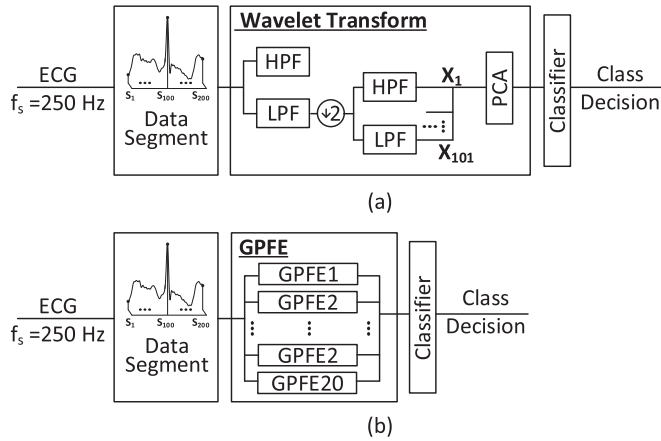 Wavelet Transform
ECG
fₛ =250 Hz
S₁ S₁₀₀ S₂₀₀
Data
Segment
HPF
LPF
↓2
HPF
LPF
X₁
X₁₀₁
PCA
Classifier
Class
Decision
(a)
GPFE
ECG
fₛ =250 Hz
S₁ S₁₀₀ S₂₀₀
Data
Segment
GPFE1
GPFE2
GPFE2
GPFE20
Classifier
Class
Decision
(b)